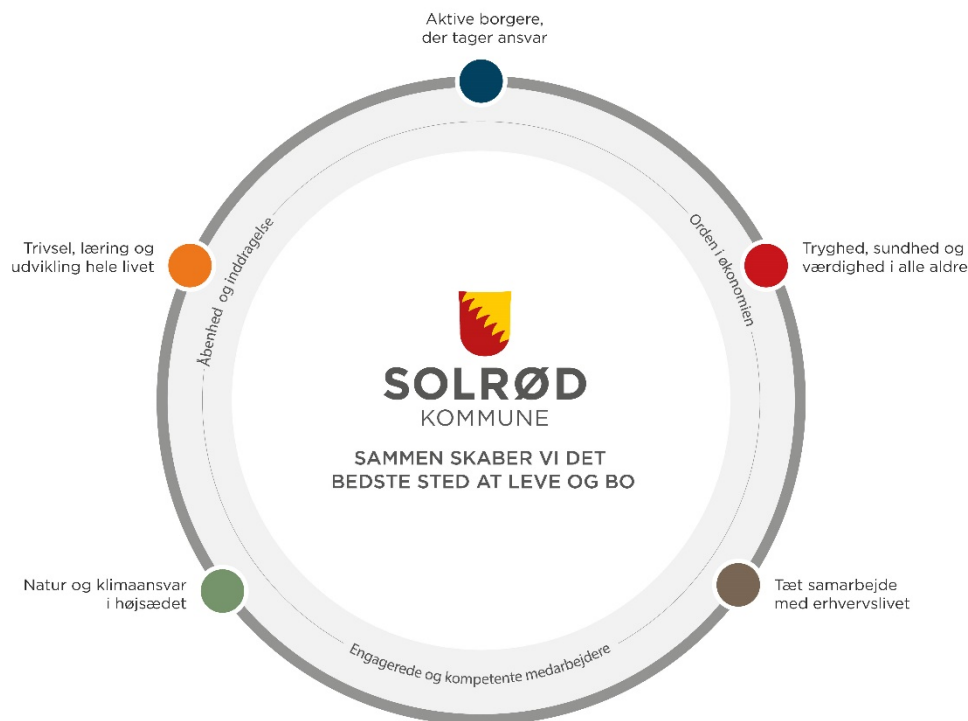 Aktive borgere,
der tager ansvar
Trivsel, læring og
udvikling hele livet
Åbenhed og inddragelse
Orden i økonomien
Tryghed, sundhed og
værdighed i alle aldre
SOLRØD
KOMMUNE
SAMMEN SKABER VI DET
BEDSTE STED AT LEVE OG BO
Natur og klimaansvar
i højsædet
Tæt samarbejde
med erhvervslivet
Engagerede og kompetente medarbejdere